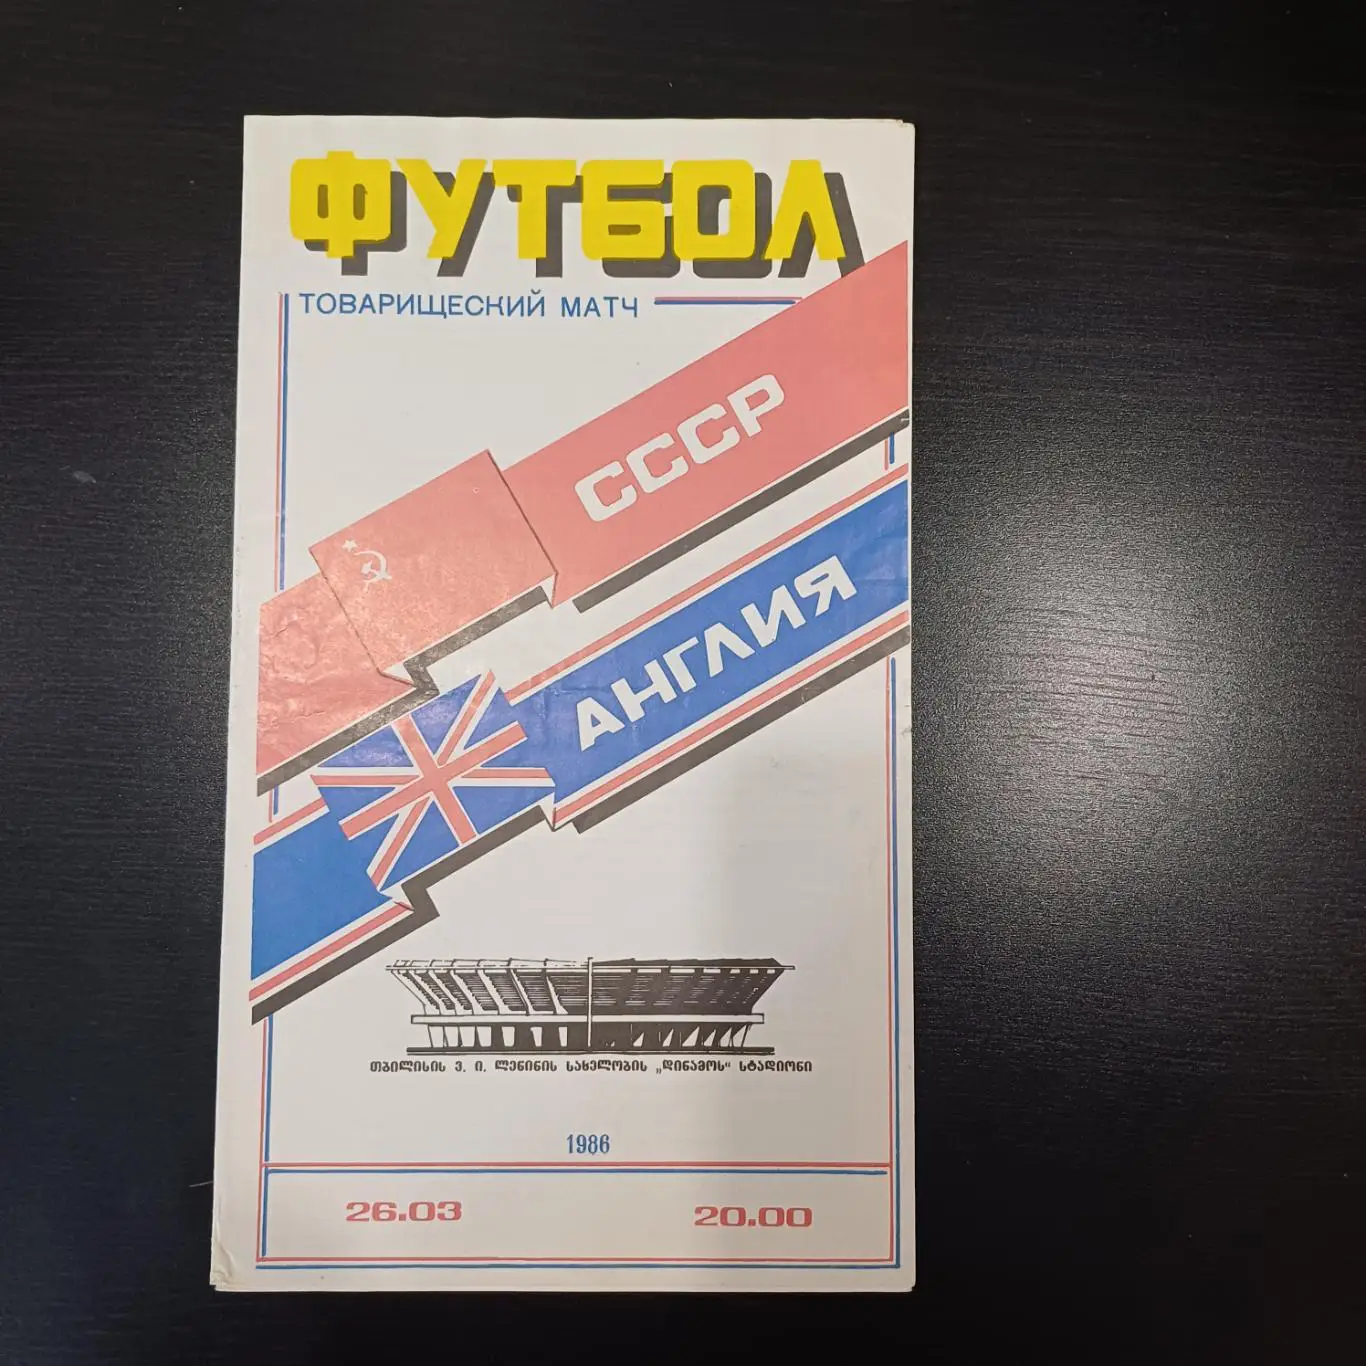 ФУТБОЛ
ТОВАРИЩЕСКИЙ МАТЧ
СССР
АНГЛИЯ
თბილისის ვ. ი. ლენინის სახელობის „დინამოს“ სტადიონი
1986
26.03
20.00